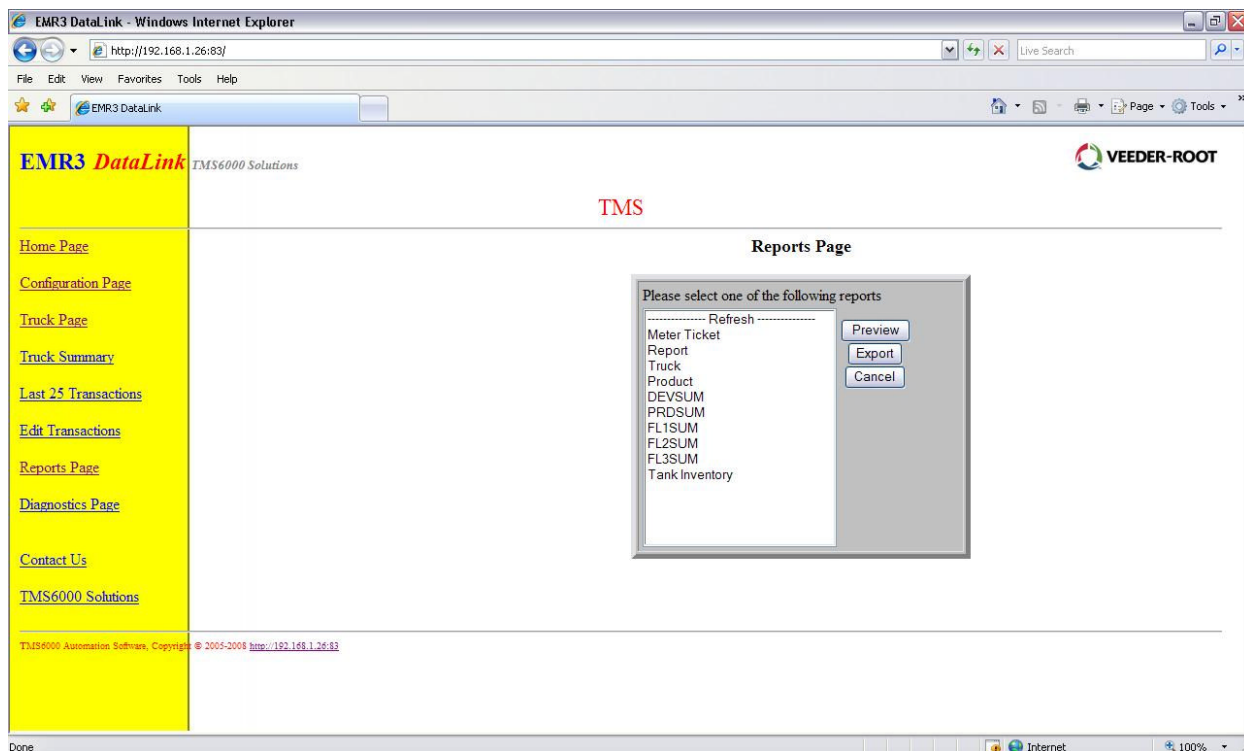 EMR3 DataLink - Windows Internet Explorer
http://192.168.1.26:83/
Live Search
File Edit View Favorites Tools Help
EMR3 DataLink
Page Tools
EMR3 DataLink TMS6000 Solutions
VEEDER-ROOT
TMS
Home Page
Configuration Page
Truck Page
Truck Summary
Last 25 Transactions
Edit Transactions
Reports Page
Diagnostics Page
Contact Us
TMS6000 Solutions
Reports Page
Please select one of the following reports
--------------- Refresh ---------------
Meter Ticket
Report
Truck
Product
DEVSUM
PRDSUM
FL1SUM
FL2SUM
FL3SUM
Tank Inventory
Preview
Export
Cancel
TMS6000 Automation Software, Copyright © 2005-2008 http://192.168.1.26:83
Done
Internet
100%